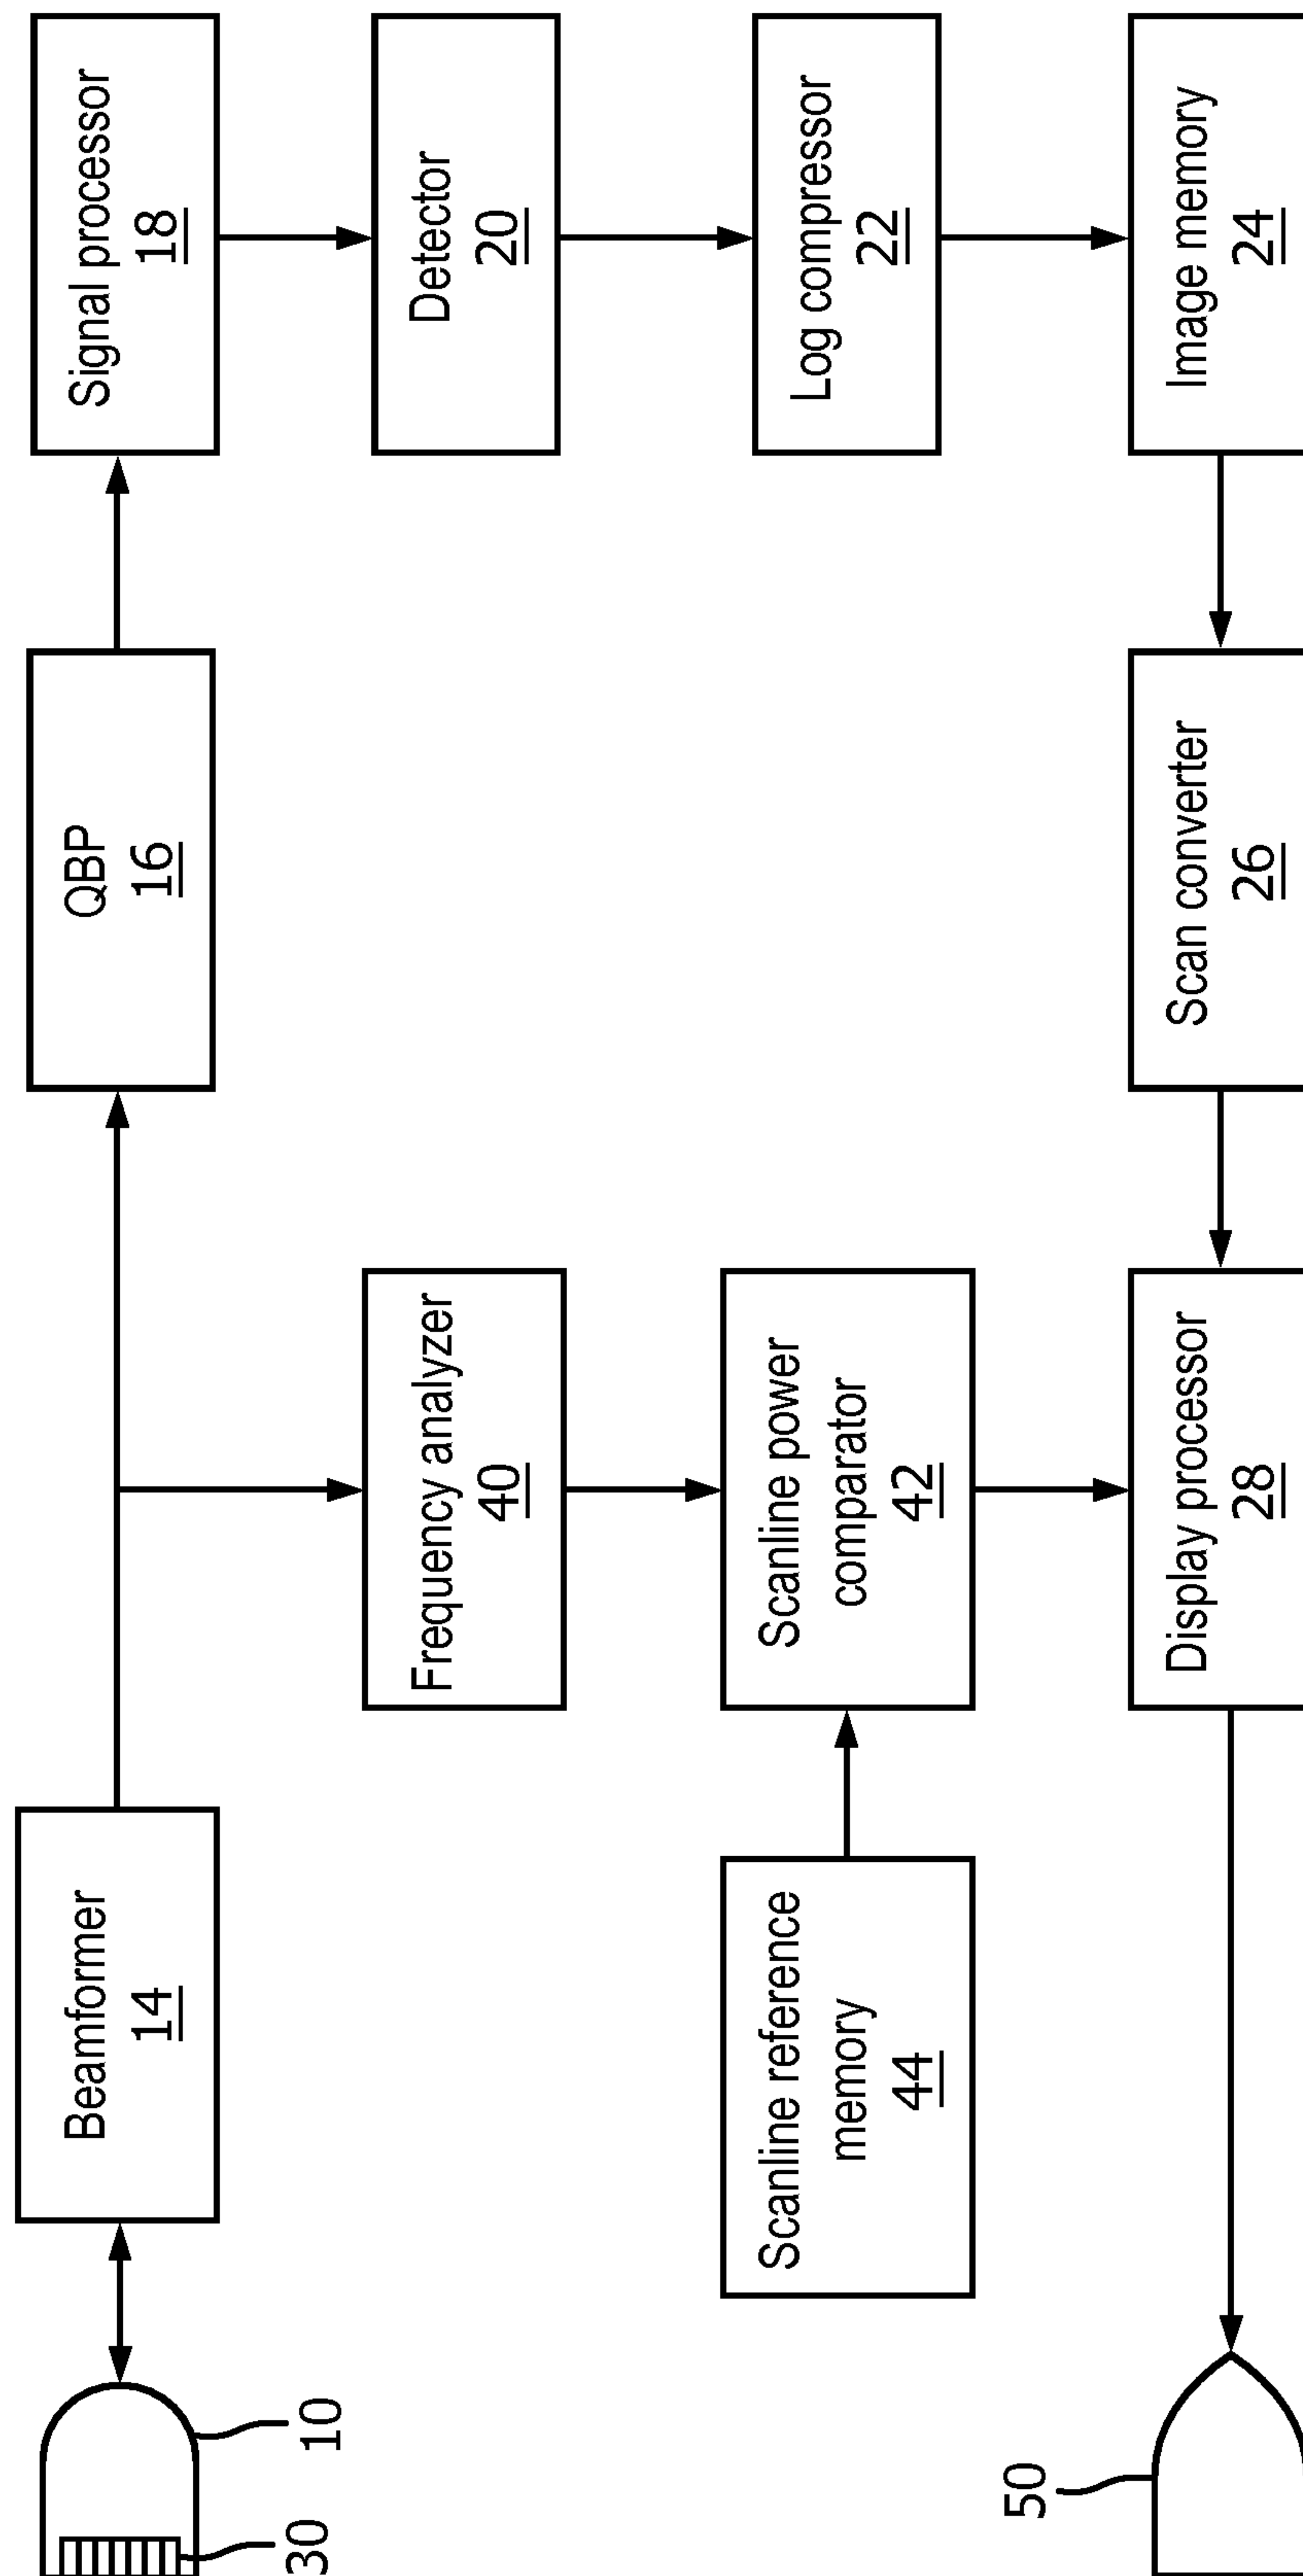 30
10
Beamformer
14
QBP
16
Signal processor
18
Frequency analyzer
40
Detector
20
Scanline reference
memory
44
Scanline power
comparator
42
Log compressor
22
50
Display processor
28
Scan converter
26
Image memory
24